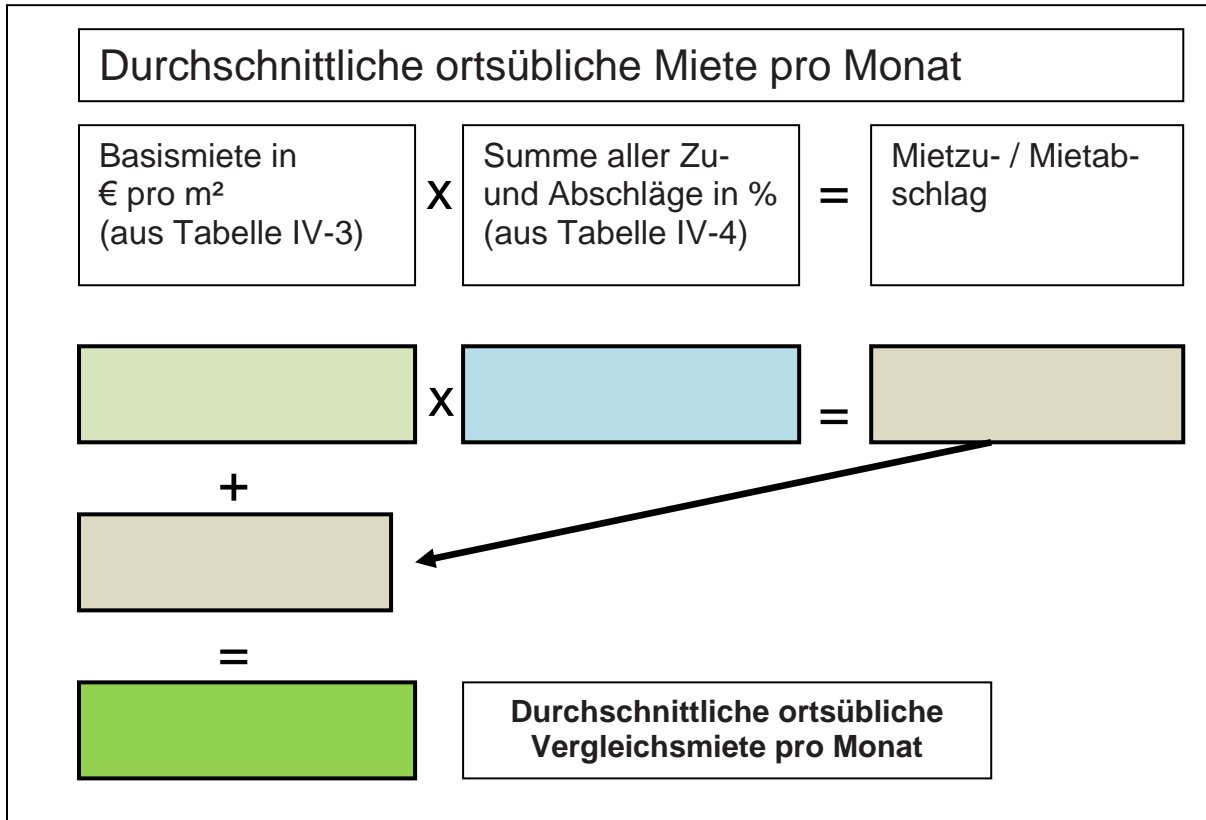 Durchschnittliche ortsübliche Miete pro Monat
Basismiete in
€ pro m²
(aus Tabelle IV-3)
x
Summe aller Zu-
und Abschläge in %
(aus Tabelle IV-4)
=
Mietzu- / Mietab-
schlag
x
=
+
=
Durchschnittliche ortsübliche
Vergleichsmiete pro Monat